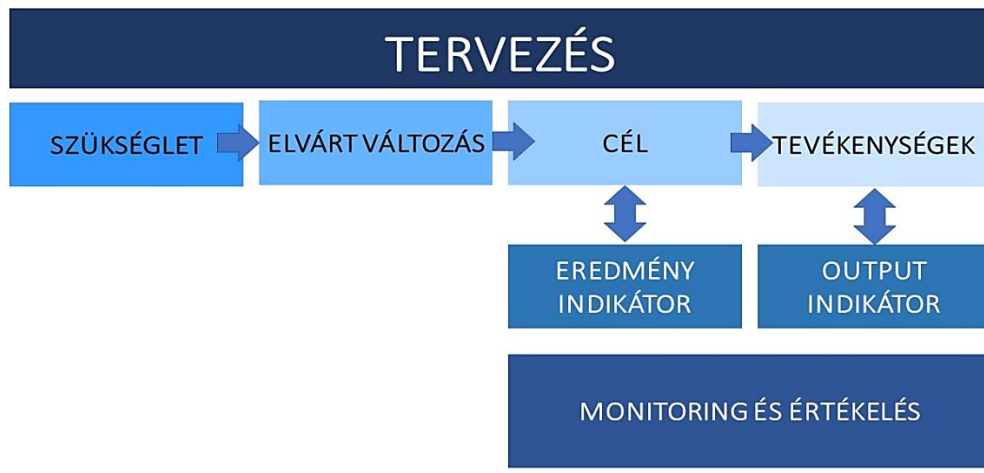 TERVEZÉS
SZÜKSÉGLET
ELVÁRT VÁLTOZÁS
CÉL
TEVÉKENYSÉGEK
EREDMÉNY
INDIKÁTOR
OUTPUT
INDIKÁTOR
MONITORING ÉS ÉRTÉKELÉS